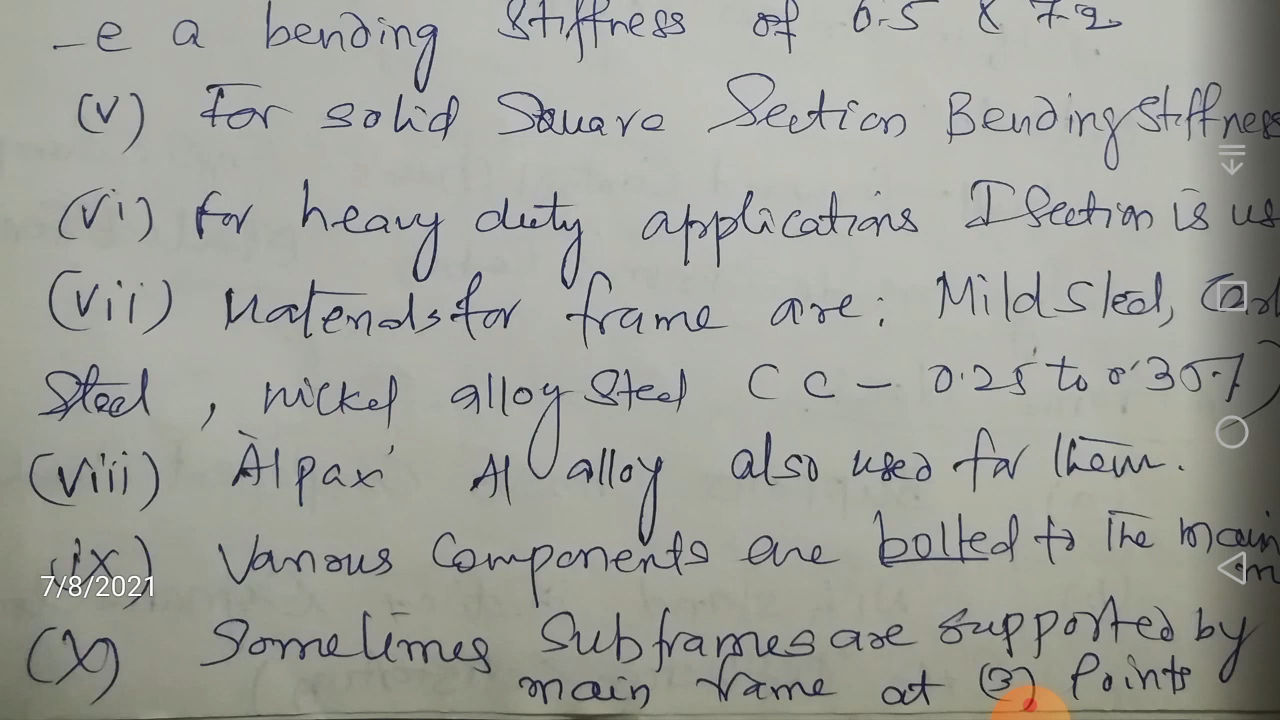 -e a bending stiffness of 6.5 & 7.2
(v) For solid Square Section Bending stiffness
(vi) for heavy duty applications I Section is us
(vii) Materials for frame are: Mild Steel, Car
Steel, nickel alloy Steel (C - 0.25 to 0.35%)
(viii) 'Alpax' Al alloy also used for them.
(ix) Various Components are bolted to The main
7/8/2021
(X) Sometimes Subframes are supported by
main frame at (3) Points